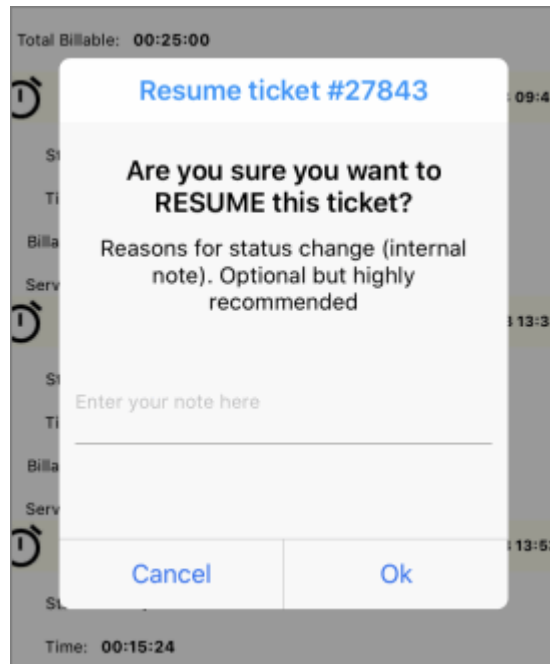 Total Billable: 00:25:00
Resume ticket #27843
Are you sure you want to
RESUME this ticket?
Reasons for status change (internal
note). Optional but highly
recommended
Enter your note here
Cancel
Ok
Time: 00:15:24